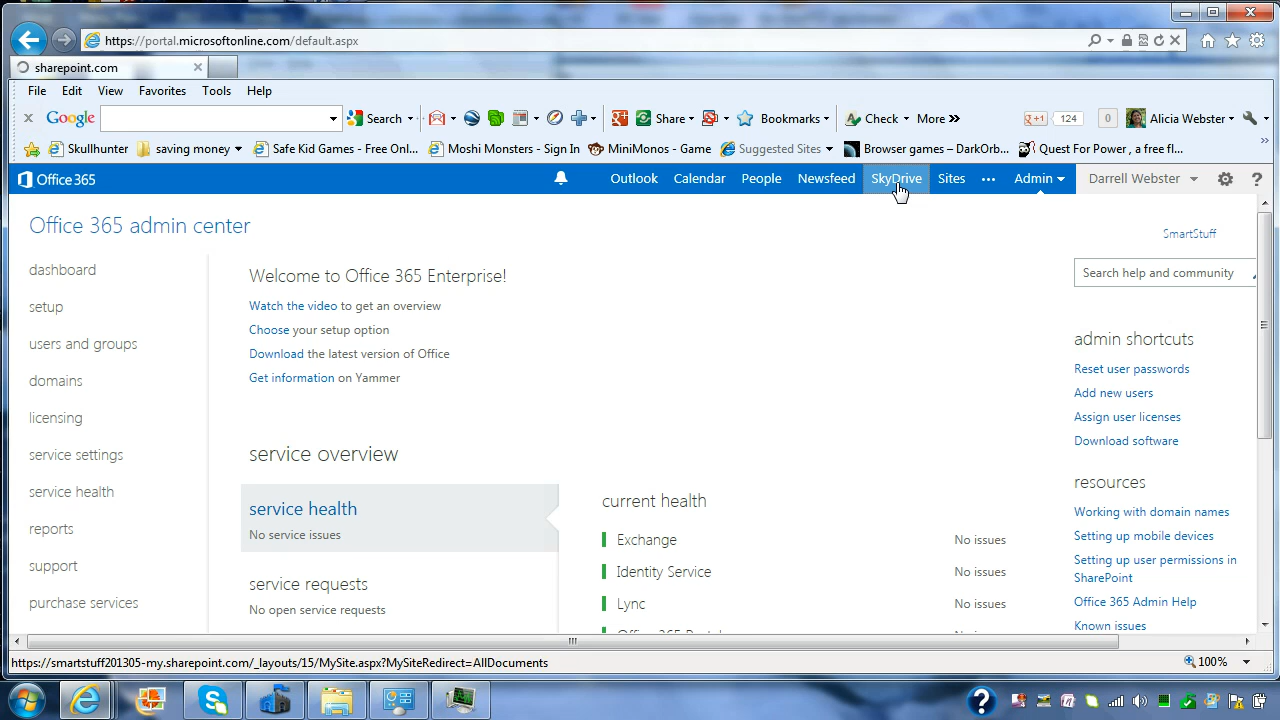 https://portal.microsoftonline.com/default.aspx
sharepoint.com
File Edit View Favorites Tools Help
Google Search Share Bookmarks Check More » +1 124 0 Alicia Webster
Skullhunter saving money Safe Kid Games - Free Onl... Moshi Monsters - Sign In MiniMonos - Game Suggested Sites Browser games – DarkOrb... Quest For Power , a free fl...
Office 365 Outlook Calendar People Newsfeed SkyDrive Sites ... Admin Darrell Webster ?
Office 365 admin center
SmartStuff
dashboard
setup
users and groups
domains
licensing
service settings
service health
reports
support
purchase services
Welcome to Office 365 Enterprise!
Watch the video to get an overview
Choose your setup option
Download the latest version of Office
Get information on Yammer
service overview
service health
No service issues
service requests
No open service requests
current health
Exchange No issues
Identity Service No issues
Lync No issues
Search help and community
admin shortcuts
Reset user passwords
Add new users
Assign user licenses
Download software
resources
Working with domain names
Setting up mobile devices
Setting up user permissions in
SharePoint
Office 365 Admin Help
Known issues
https://smartstuff201305-my.sharepoint.com/_layouts/15/MySite.aspx?MySiteRedirect=AllDocuments
100%